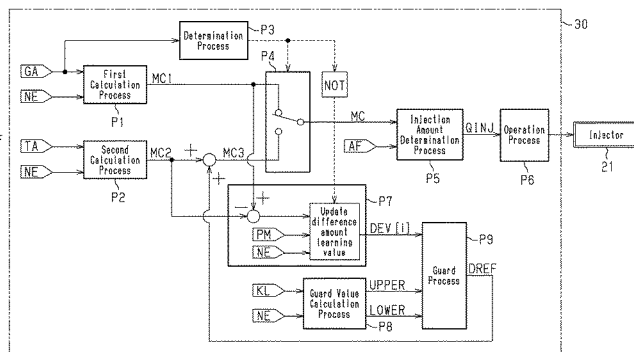 30
P3
Determination
Process
P4
GA
First
Calculation
Process
MC1
NE
P1
NOT
MC
Injection
Amount
Determination
Process
QINJ
Operation
Process
Injector
AF
P5
P6
21
TA
Second
Calculation
Process
MC2
+
MC3
NE
P2
+
+
−
P7
Update
difference
amount
learning
value
PM
NE
DEV[i]
P9
Guard
Process
DREF
KL
Guard Value
Calculation
Process
UPPER
NE
LOWER
P8